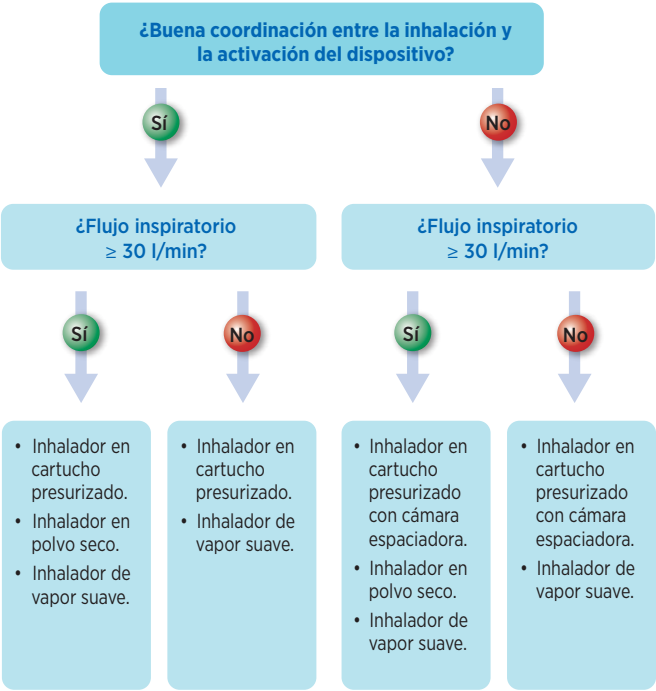 ¿Buena coordinación entre la inhalación y
la activación del dispositivo?
Sí
No
¿Flujo inspiratorio
≥ 30 l/min?
¿Flujo inspiratorio
≥ 30 l/min?
Sí
No
Sí
No
• Inhalador en
cartucho
presurizado.
• Inhalador en
polvo seco.
• Inhalador de
vapor suave.
• Inhalador en
cartucho
presurizado.
• Inhalador de
vapor suave.
• Inhalador en
cartucho
presurizado
con cámara
espaciadora.
• Inhalador en
polvo seco.
• Inhalador de
vapor suave.
• Inhalador en
cartucho
presurizado
con cámara
espaciadora.
• Inhalador de
vapor suave.